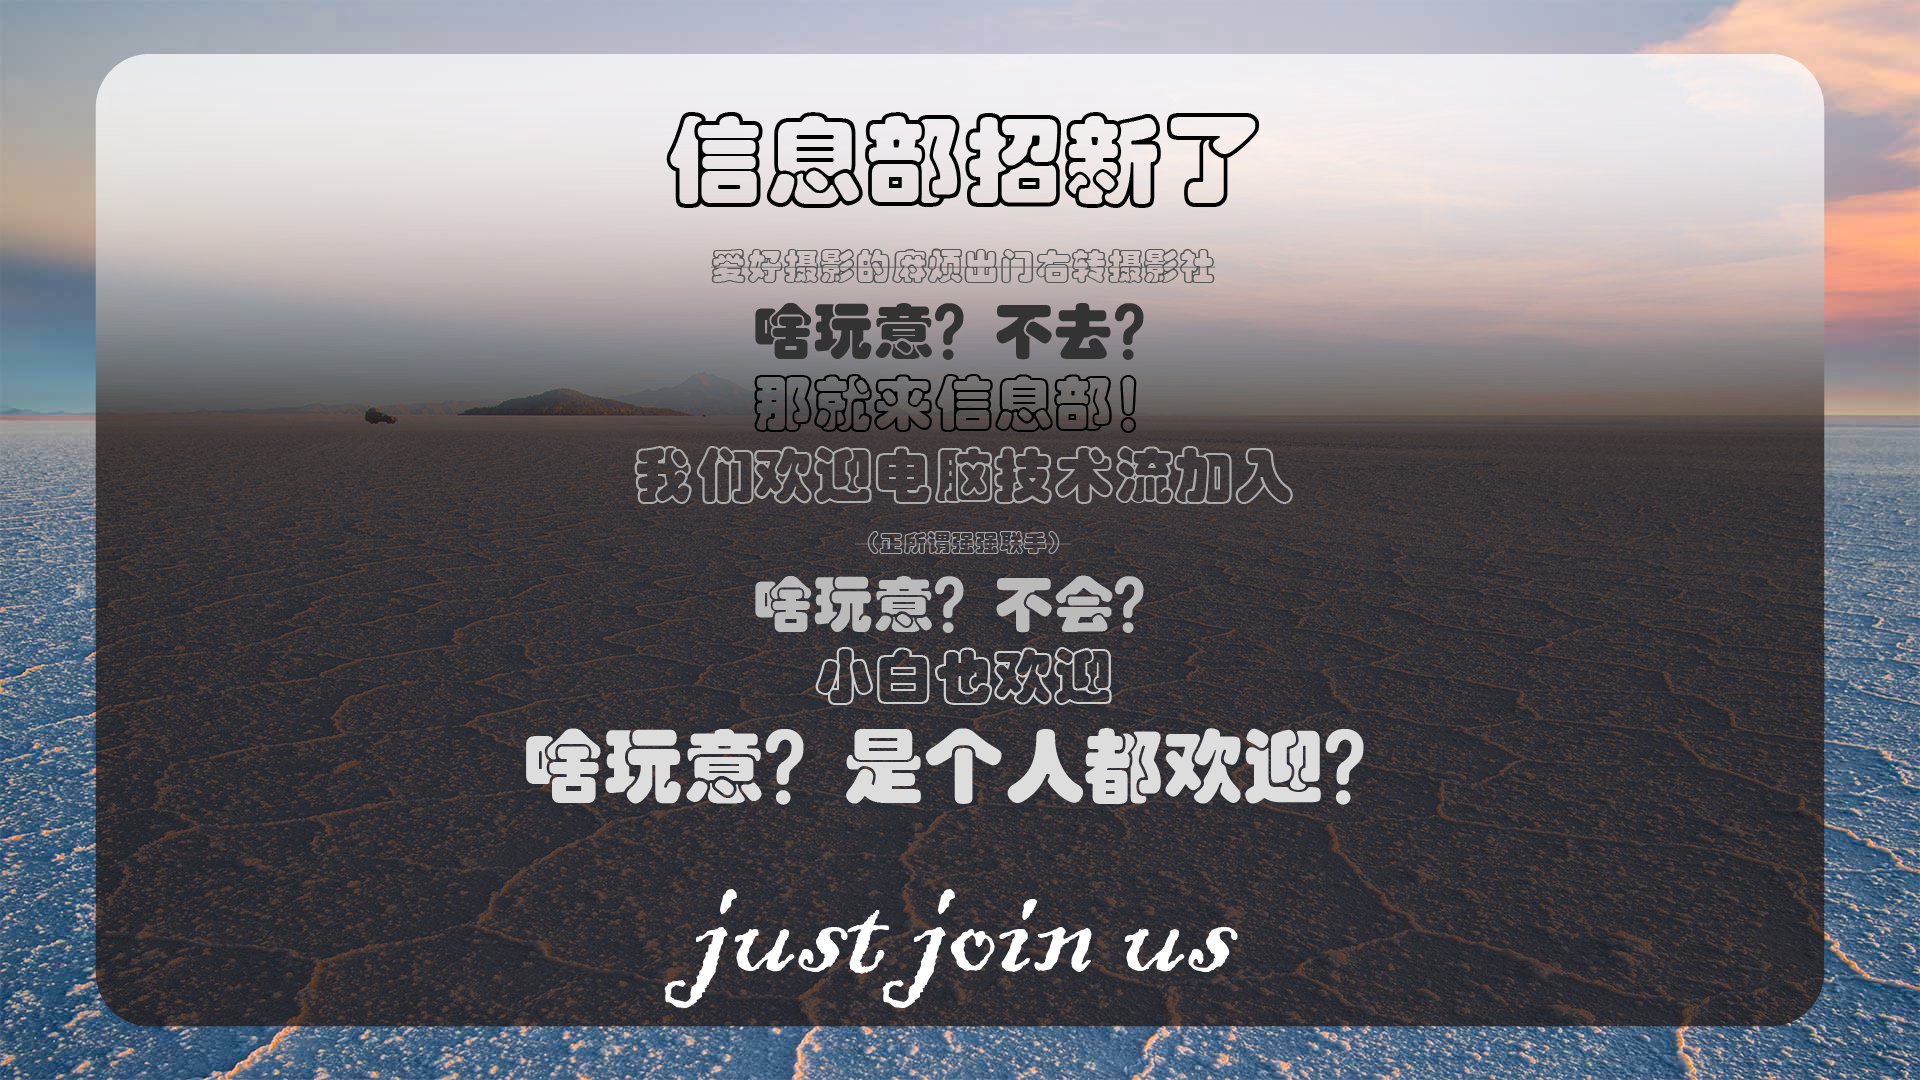 信息部招新了
爱好摄影的麻烦出门右转摄影社
啥玩意？不去？
那就来信息部！
我们欢迎电脑技术流加入
（正所谓强强联手）
啥玩意？不会？
小白也欢迎
啥玩意？是个人都欢迎？
just join us